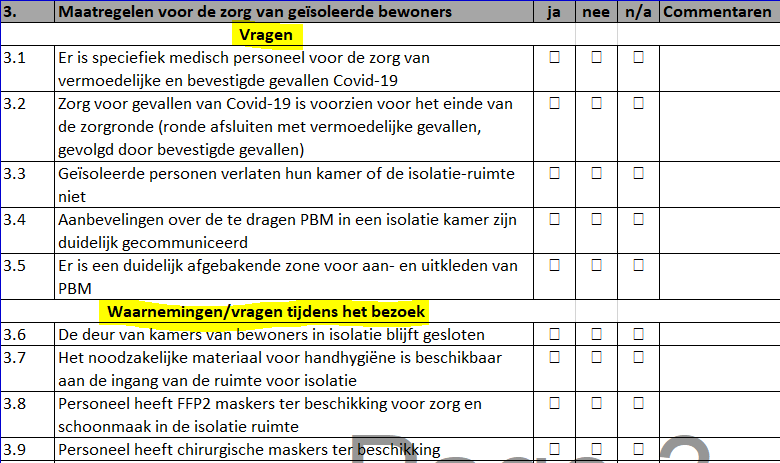 3. Maatregelen voor de zorg van geïsoleerde bewoners ja nee n/a Commentaren
Vragen
3.1 Er is speciefiek medisch personeel voor de zorg van
vermoedelijke en bevestigde gevallen Covid-19
3.2 Zorg voor gevallen van Covid-19 is voorzien voor het einde van
de zorgronde (ronde afsluiten met vermoedelijke gevallen,
gevolgd door bevestigde gevallen)
3.3 Geïsoleerde personen verlaten hun kamer of de isolatie-ruimte
niet
3.4 Aanbevelingen over de te dragen PBM in een isolatie kamer zijn
duidelijk gecommuniceerd
3.5 Er is een duidelijk afgebakende zone voor aan- en uitkleden van
PBM
Waarnemingen/vragen tijdens het bezoek
3.6 De deur van kamers van bewoners in isolatie blijft gesloten
3.7 Het noodzakelijke materiaal voor handhygiëne is beschikbaar
aan de ingang van de ruimte voor isolatie
3.8 Personeel heeft FFP2 maskers ter beschikking voor zorg en
schoonmaak in de isolatie ruimte
3.9 Personeel heeft chirurgische maskers ter beschikking